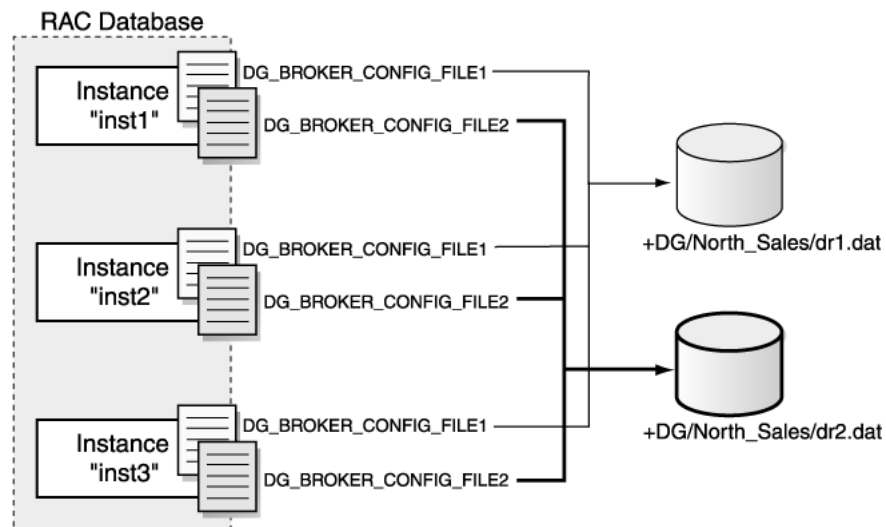 RAC Database
Instance
"inst1"
DG_BROKER_CONFIG_FILE1
DG_BROKER_CONFIG_FILE2
Instance
"inst2"
DG_BROKER_CONFIG_FILE1
DG_BROKER_CONFIG_FILE2
Instance
"inst3"
DG_BROKER_CONFIG_FILE1
DG_BROKER_CONFIG_FILE2
+DG/North_Sales/dr1.dat
+DG/North_Sales/dr2.dat